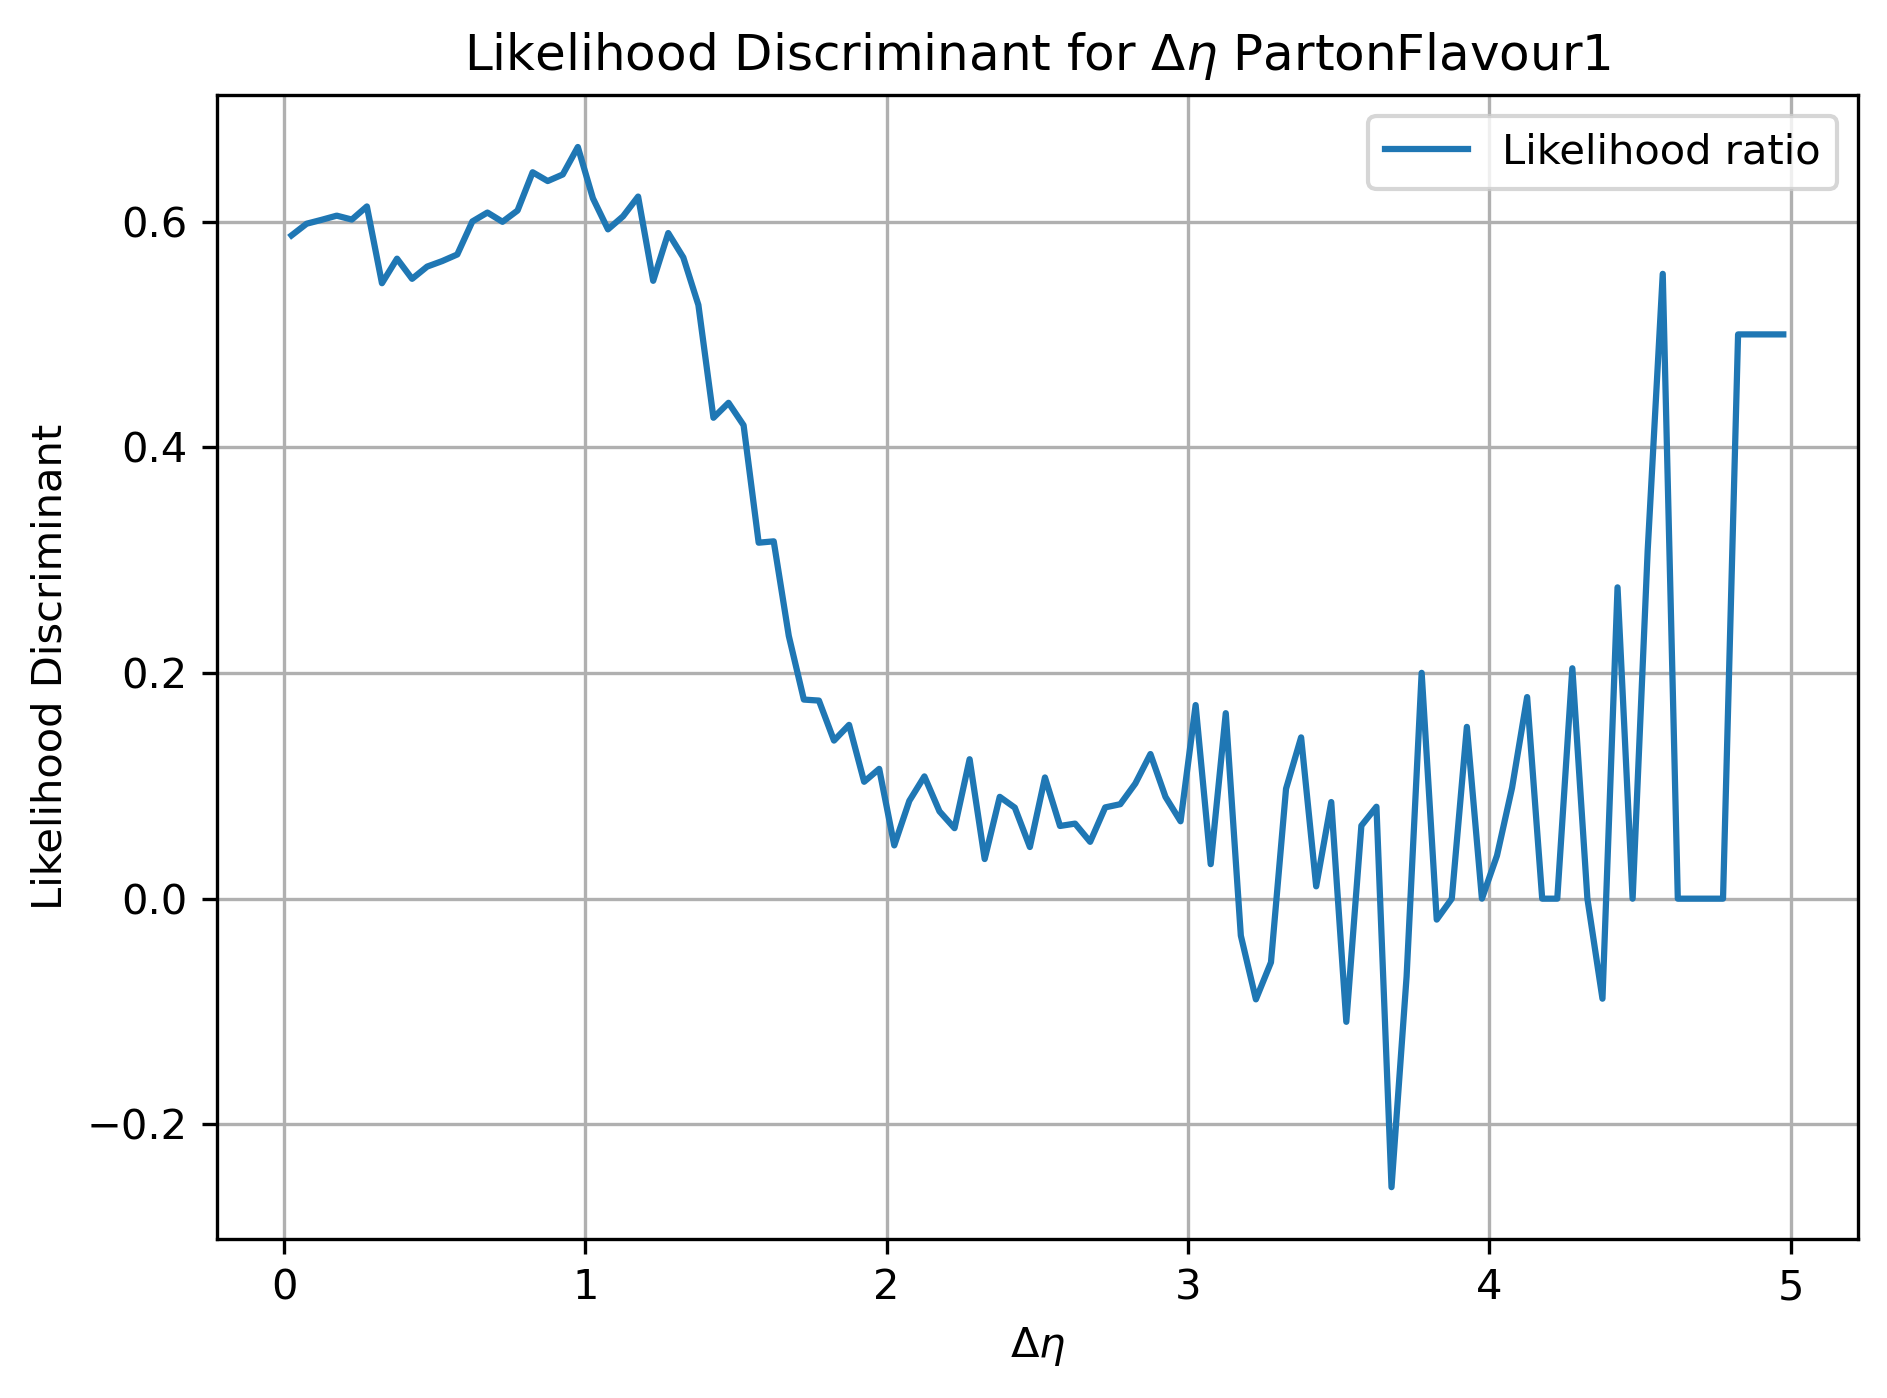 Likelihood Discriminant for Δη PartonFlavour1
Likelihood ratio
Likelihood Discriminant
0.6
0.4
0.2
0.0
−0.2
0 1 2 3 4 5
Δη